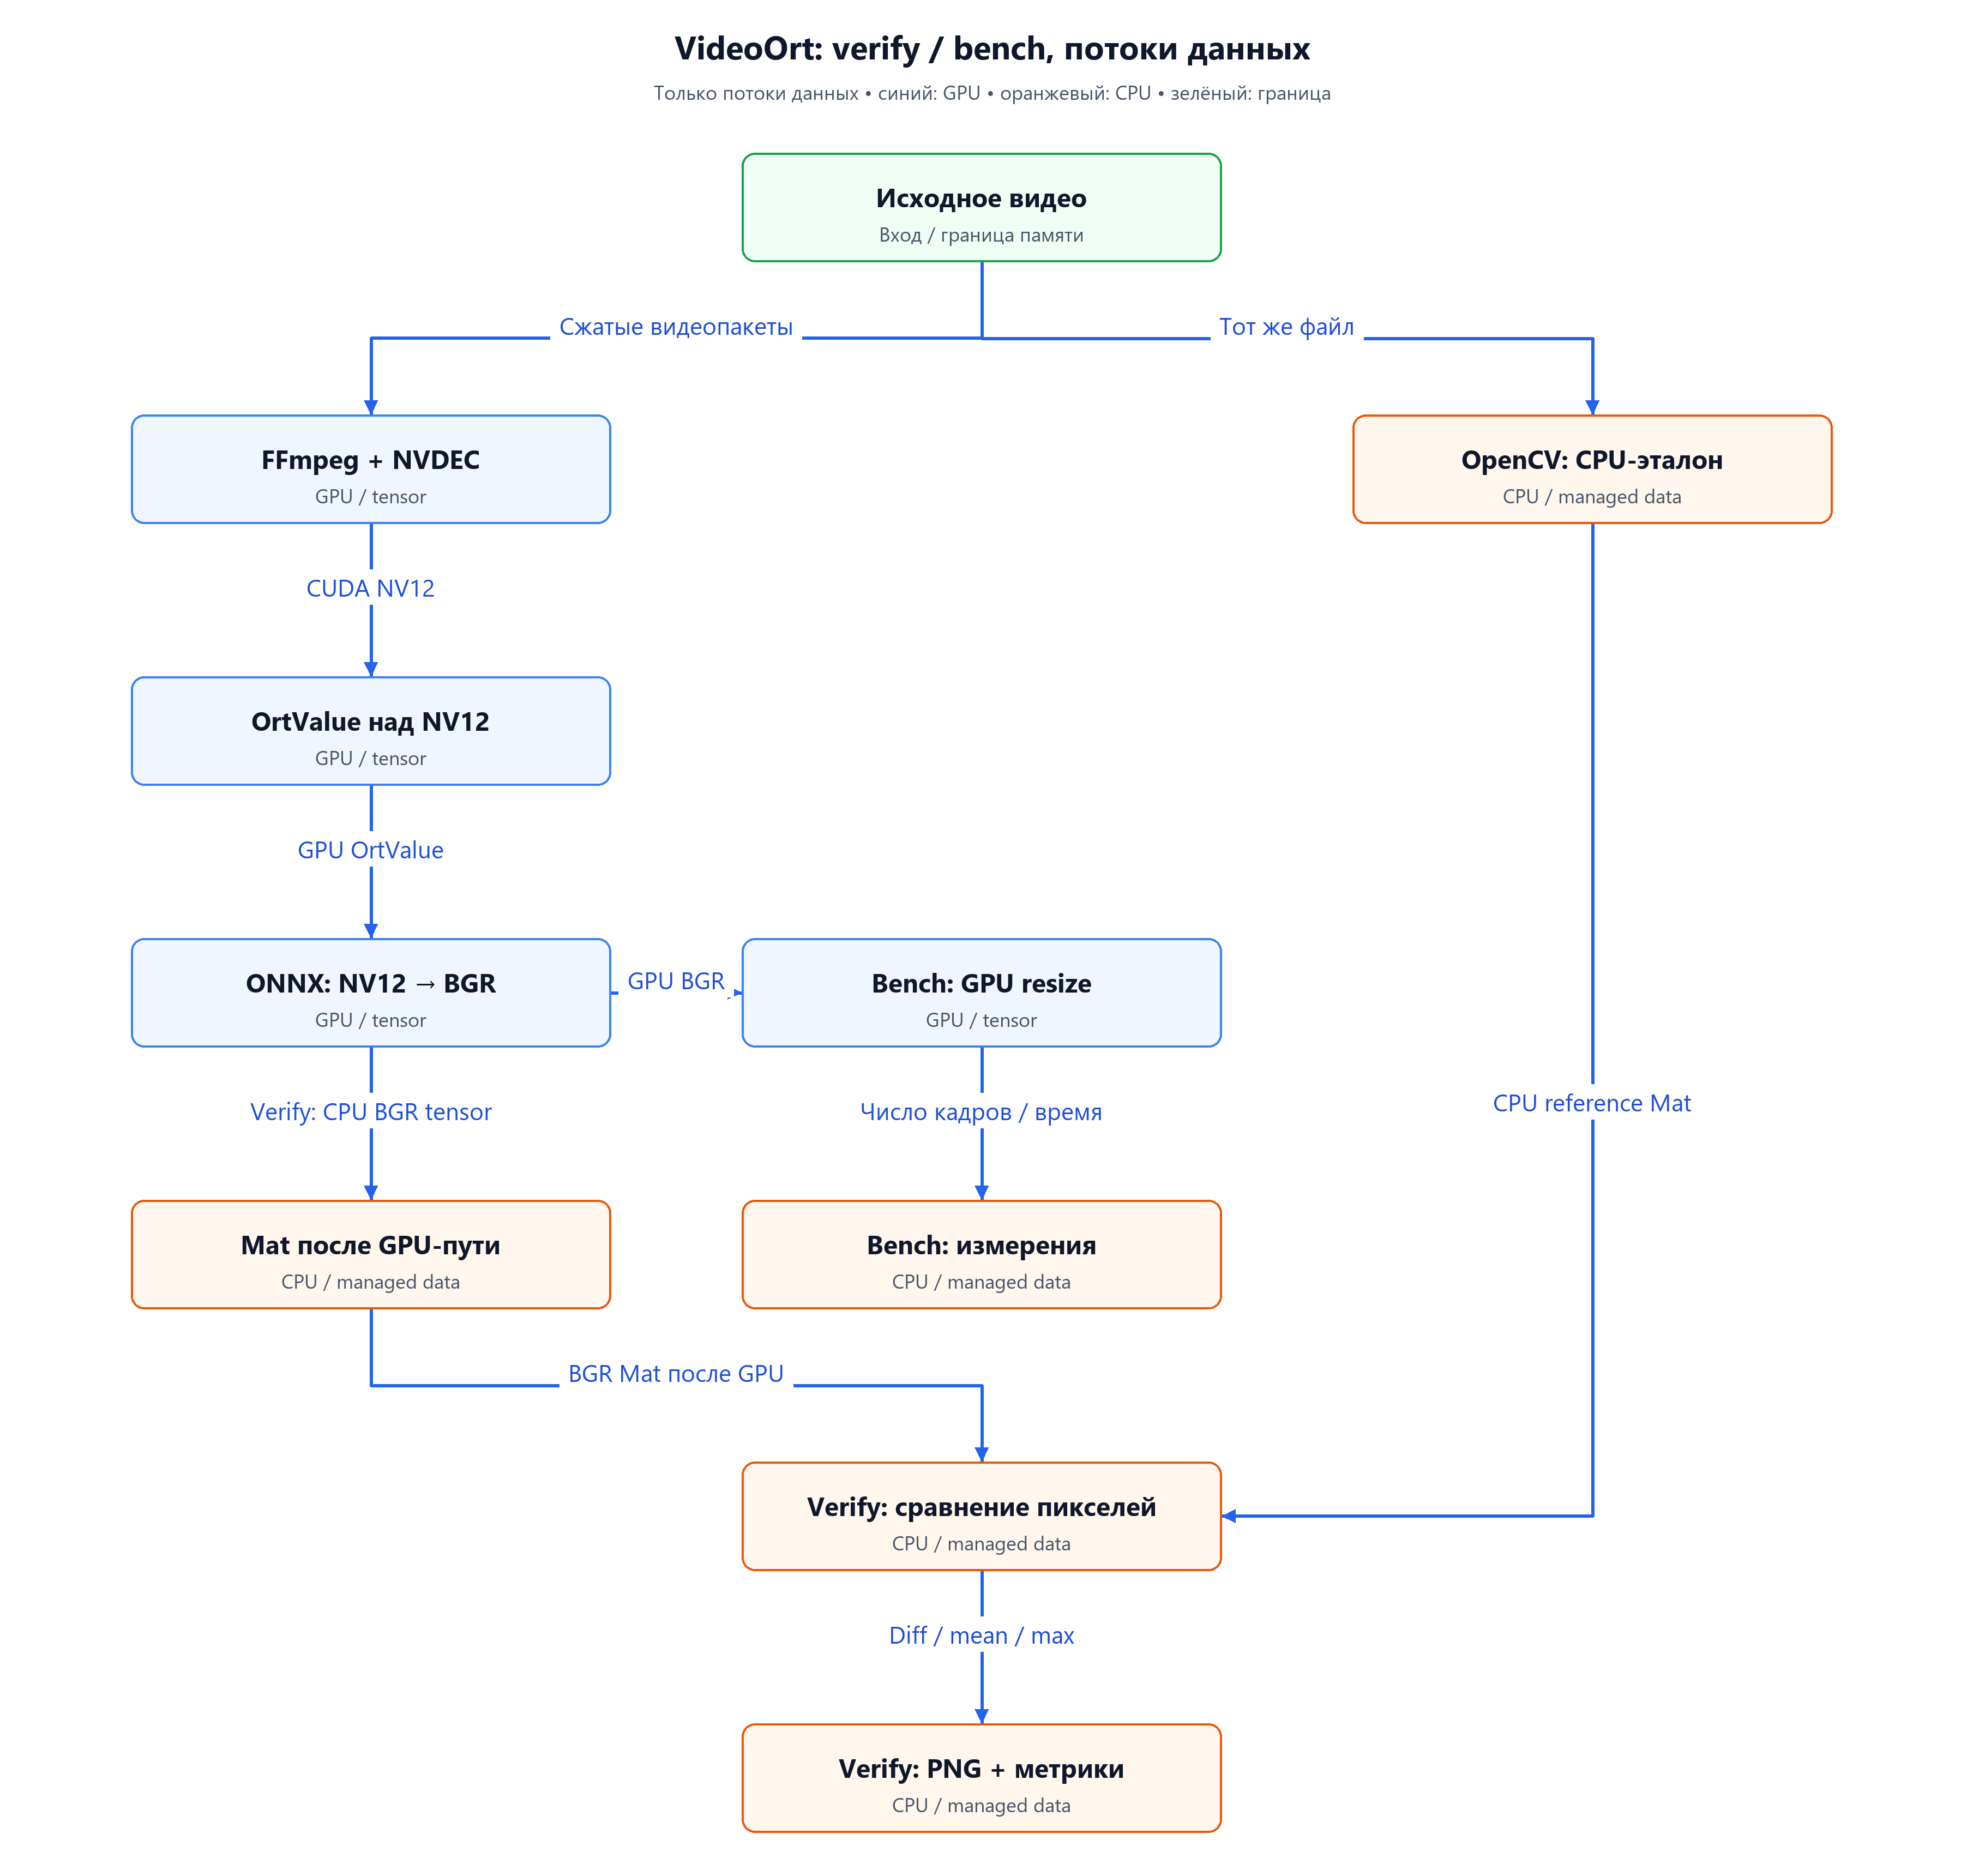 VideoOrt: verify / bench, потоки данных
Только потоки данных • синий: GPU • оранжевый: CPU • зелёный: граница
Исходное видео
Вход / граница памяти
Сжатые видеопакеты
Тот же файл
FFmpeg + NVDEC
GPU / tensor
OpenCV: CPU-эталон
CPU / managed data
CUDA NV12
OrtValue над NV12
GPU / tensor
GPU OrtValue
ONNX: NV12 → BGR
GPU / tensor
GPU BGR
Bench: GPU resize
GPU / tensor
Verify: CPU BGR tensor
Число кадров / время
CPU reference Mat
Mat после GPU-пути
CPU / managed data
Bench: измерения
CPU / managed data
BGR Mat после GPU
Verify: сравнение пикселей
CPU / managed data
Diff / mean / max
Verify: PNG + метрики
CPU / managed data